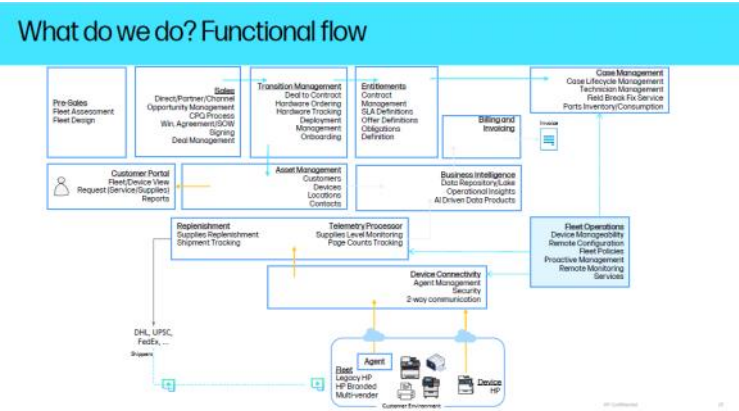 What do we do? Functional flow
Pre-Sales
Fleet Assessment
Fleet Design
Sales
Direct/Partner/Channel
Opportunity Management
CPQ Process
Win, Agreement/SOW
Signing
Deal Management
Transition Management
Deal to Contract
Hardware Ordering
Hardware Tracking
Deployment
Management
Onboarding
Entitlements
Contract
Management
SLA Definitions
Offer Definitions
Obligations
Definition
Billing and
Invoicing
Invoice
Case Management
Case Lifecycle Management
Technician Management
Field Break Fix Service
Parts Inventory/Consumption
Customer Portal
Fleet/Device View
Request (Service/Supplies)
Reports
Asset Management
Customers
Devices
Locations
Contacts
Business Intelligence
Data Repository/Lake
Operational Insights
AI Driven Data Products
Replenishment
Supplies Replenishment
Shipment Tracking
Telemetry Processor
Supplies Level Monitoring
Page Counts Tracking
Fleet Operations
Device Manageability
Remote Configuration
Fleet Policies
Proactive Management
Remote Monitoring
Services
Device Connectivity
Agent Management
Security
2-way communication
DHL, UPSC,
FedEx, ...
Shippers
Agent
Fleet
Legacy HP
HP Branded
Multi-vender
Device
HP
Customer Environment
HP Confidential